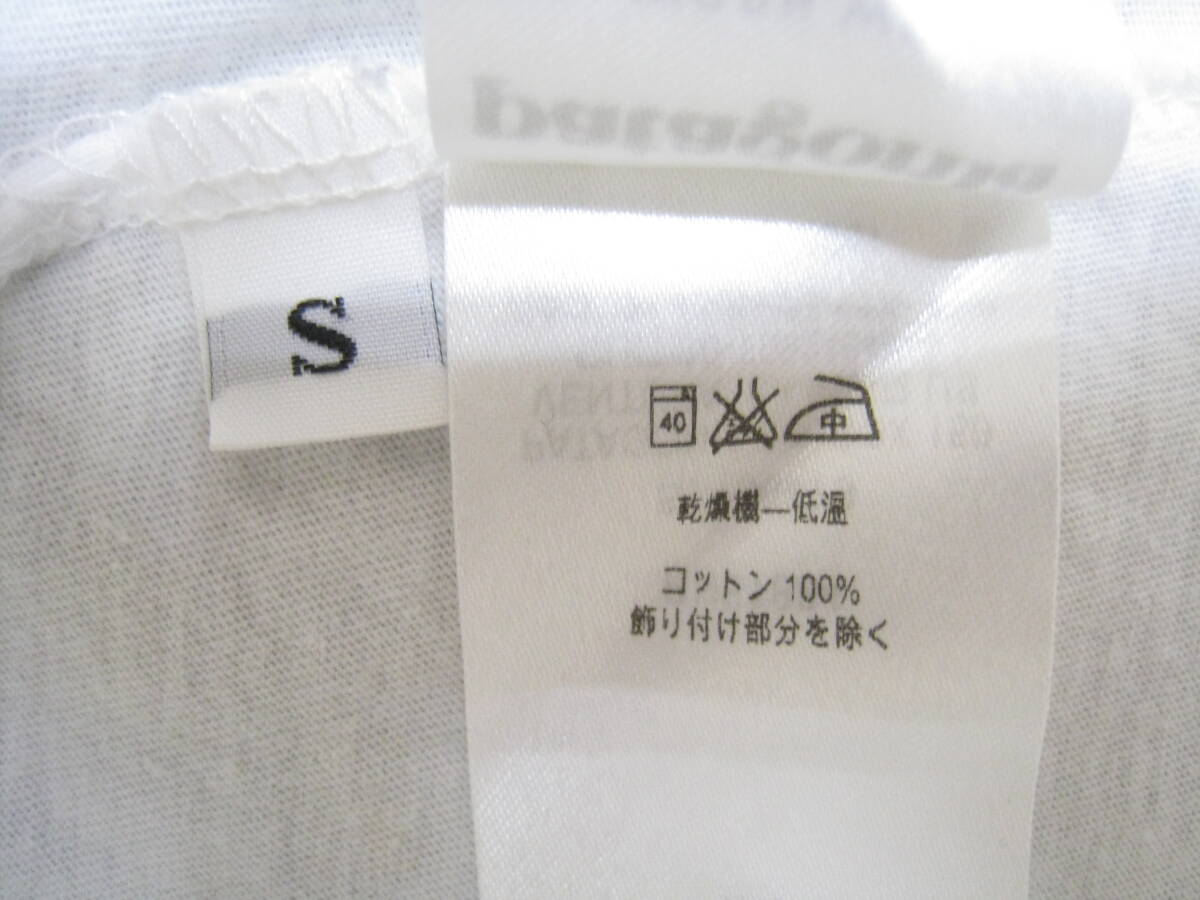 patagonia
S
40 中
乾燥機—低温
コットン 100%
飾り付け部分を除く